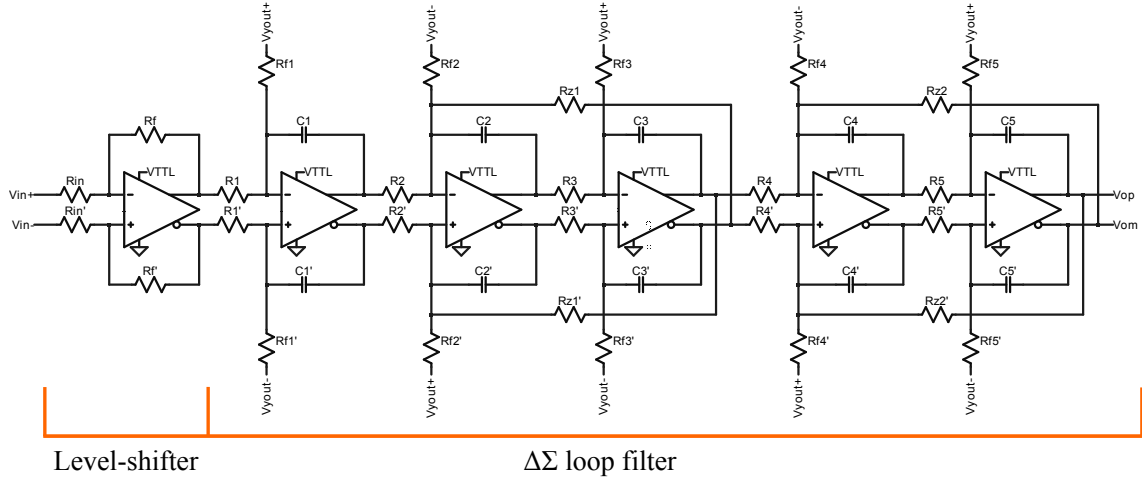 Vyout+ Vyout- Vyout+ Vyout- Vyout+
Rf1 Rf2 Rf3 Rf4 Rf5
Rz1 Rz2
Rf C1 C2 C3 C4 C5
VTTL VTTL VTTL VTTL VTTL VTTL
Vin+ Rin R1 R2 R3 R4 R5 Vop
Vin- Rin' R1' R2' R3' R4' R5' Vom
Rf' C1' C2' C3' C4' C5'
Rz1' Rz2'
Rf1' Rf2' Rf3' Rf4' Rf5'
Vyout- Vyout+ Vyout- Vyout+ Vyout-
Level-shifter ΔΣ loop filter